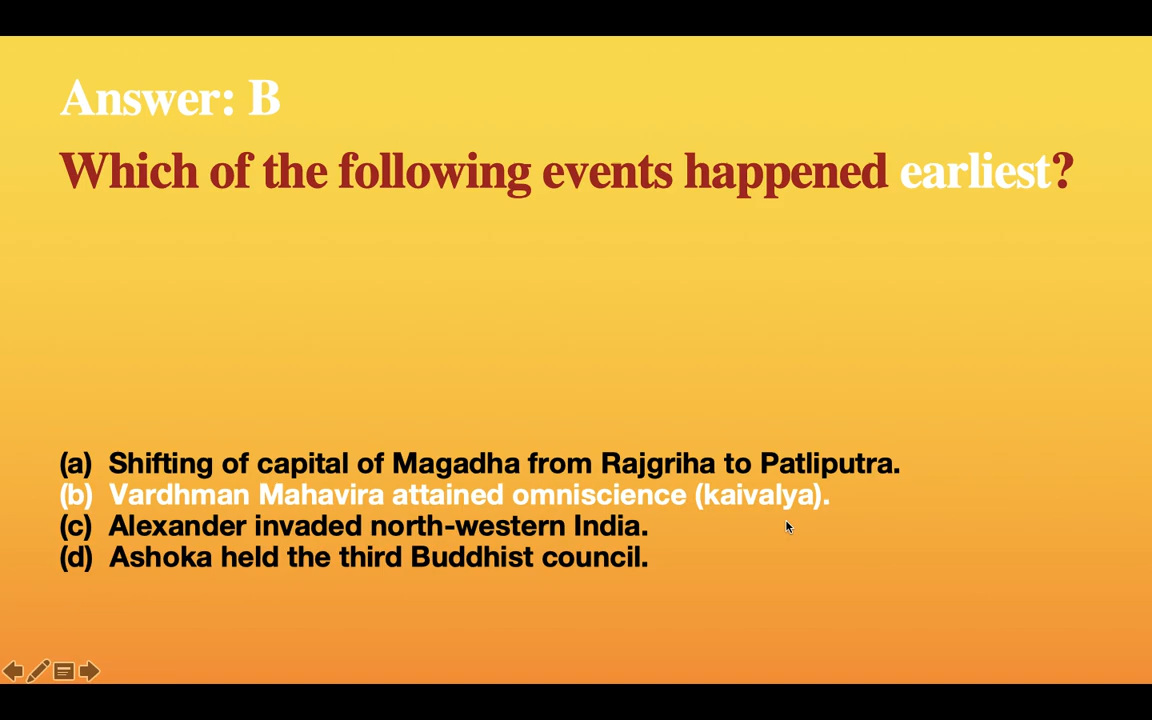 Answer: B
Which of the following events happened earliest?
(a) Shifting of capital of Magadha from Rajgriha to Patliputra.
(b) Vardhman Mahavira attained omniscience (kaivalya).
(c) Alexander invaded north-western India.
(d) Ashoka held the third Buddhist council.